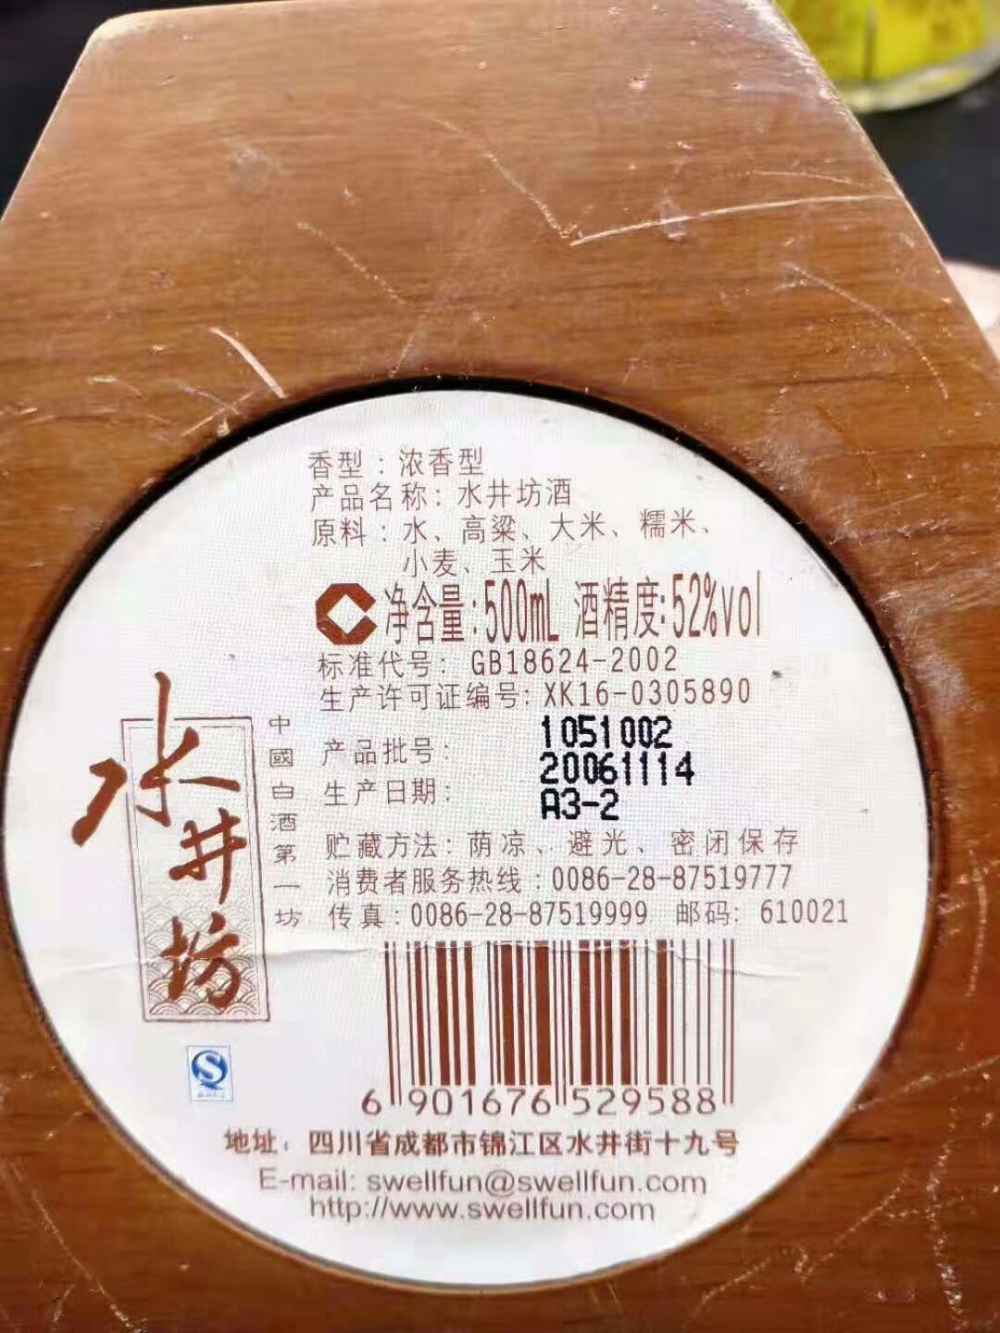 香型：浓香型
产品名称：水井坊酒
原料：水、高粱、大米、糯米、
小麦、玉米
净含量:500mL 酒精度:52%vol
标准代号：GB18624-2002
生产许可证编号：XK16-0305890
产品批号：1051002
20061114
生产日期：A3-2
贮藏方法：荫凉、避光、密闭保存
消费者服务热线：0086-28-87519777
传真：0086-28-87519999 邮码：610021
水井坊
中國白酒第一坊
6 901676 529588
地址：四川省成都市锦江区水井街十九号
E-mail: swellfun@swellfun.com
http://www.swellfun.com